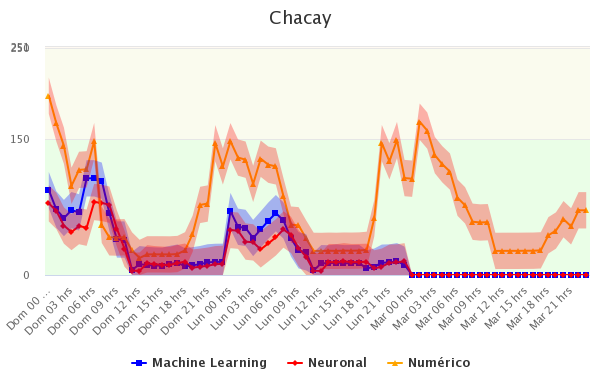 Chacay
251
250
150
0
Dom 00 ...
Dom 03 hrs
Dom 06 hrs
Dom 09 hrs
Dom 12 hrs
Dom 15 hrs
Dom 18 hrs
Dom 21 hrs
Lun 00 hrs
Lun 03 hrs
Lun 06 hrs
Lun 09 hrs
Lun 12 hrs
Lun 15 hrs
Lun 18 hrs
Lun 21 hrs
Mar 00 hrs
Mar 03 hrs
Mar 06 hrs
Mar 09 hrs
Mar 12 hrs
Mar 15 hrs
Mar 18 hrs
Mar 21 hrs
Machine Learning Neuronal Numérico